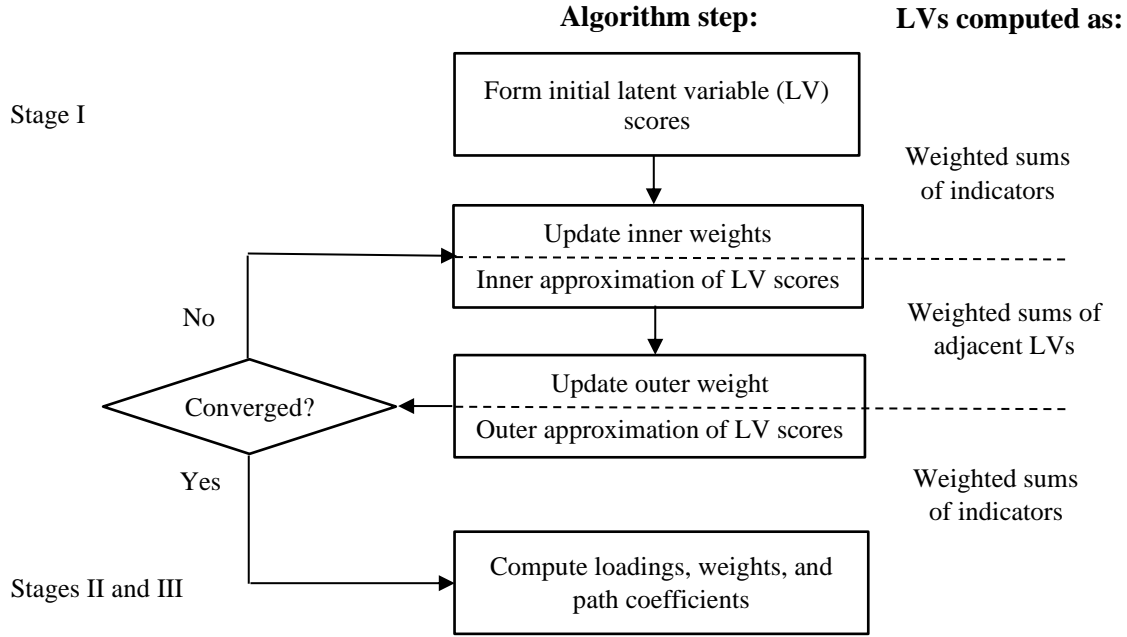 Algorithm step:
LVs computed as:
Stage I
Form initial latent variable (LV)
scores
Weighted sums
of indicators
Update inner weights
Inner approximation of LV scores
No
Weighted sums of
adjacent LVs
Update outer weight
Converged?
Outer approximation of LV scores
Yes
Weighted sums
of indicators
Stages II and III
Compute loadings, weights, and
path coefficients